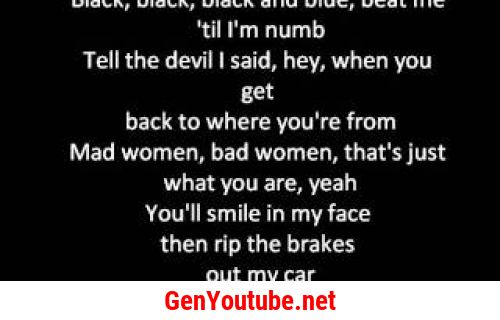 Black, black, black and blue, beat me
'til I'm numb
Tell the devil I said, hey, when you
get
back to where you're from
Mad women, bad women, that's just
what you are, yeah
You'll smile in my face
then rip the brakes
out my car
GenYoutube.net